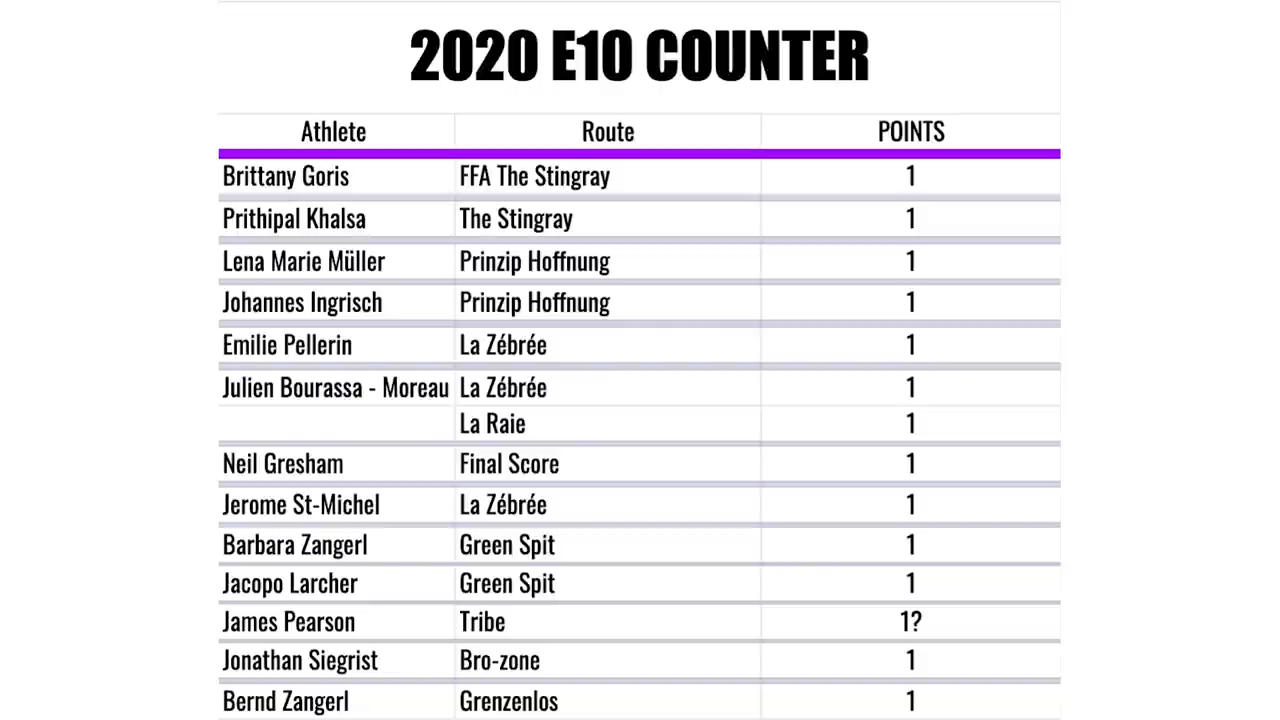 2020 E10 COUNTER
Athlete Route POINTS
Brittany Goris FFA The Stingray 1
Prithipal Khalsa The Stingray 1
Lena Marie Müller Prinzip Hoffnung 1
Johannes Ingrisch Prinzip Hoffnung 1
Emilie Pellerin La Zébrée 1
Julien Bourassa - Moreau La Zébrée 1
La Raie 1
Neil Gresham Final Score 1
Jerome St-Michel La Zébrée 1
Barbara Zangerl Green Spit 1
Jacopo Larcher Green Spit 1
James Pearson Tribe 1?
Jonathan Siegrist Bro-zone 1
Bernd Zangerl Grenzenlos 1